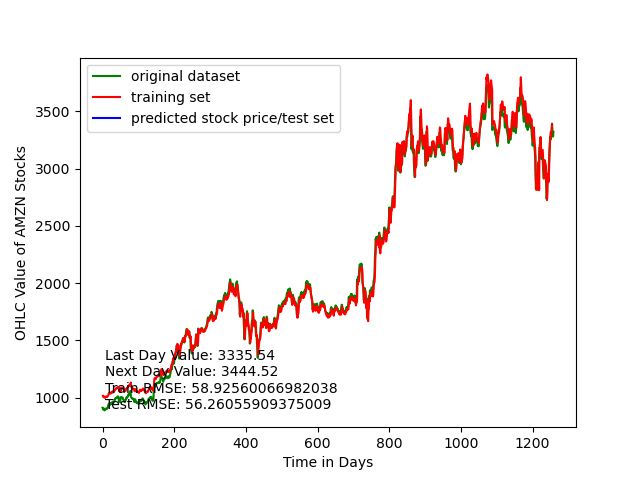 original dataset
training set
predicted stock price/test set
3500
3000
2500
2000
1500
1000
OHLC Value of AMZN Stocks
Last Day Value: 3335.54
Next Day Value: 3444.52
Train RMSE: 58.92560066982038
Test RMSE: 56.26055909375009
0 200 400 600 800 1000 1200
Time in Days